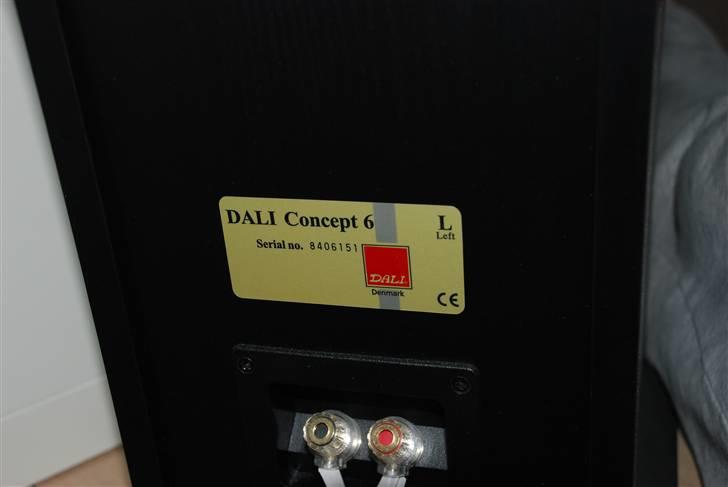 DALI Concept 6
L
Left
Serial no. 8406151
DALI
Denmark
CE